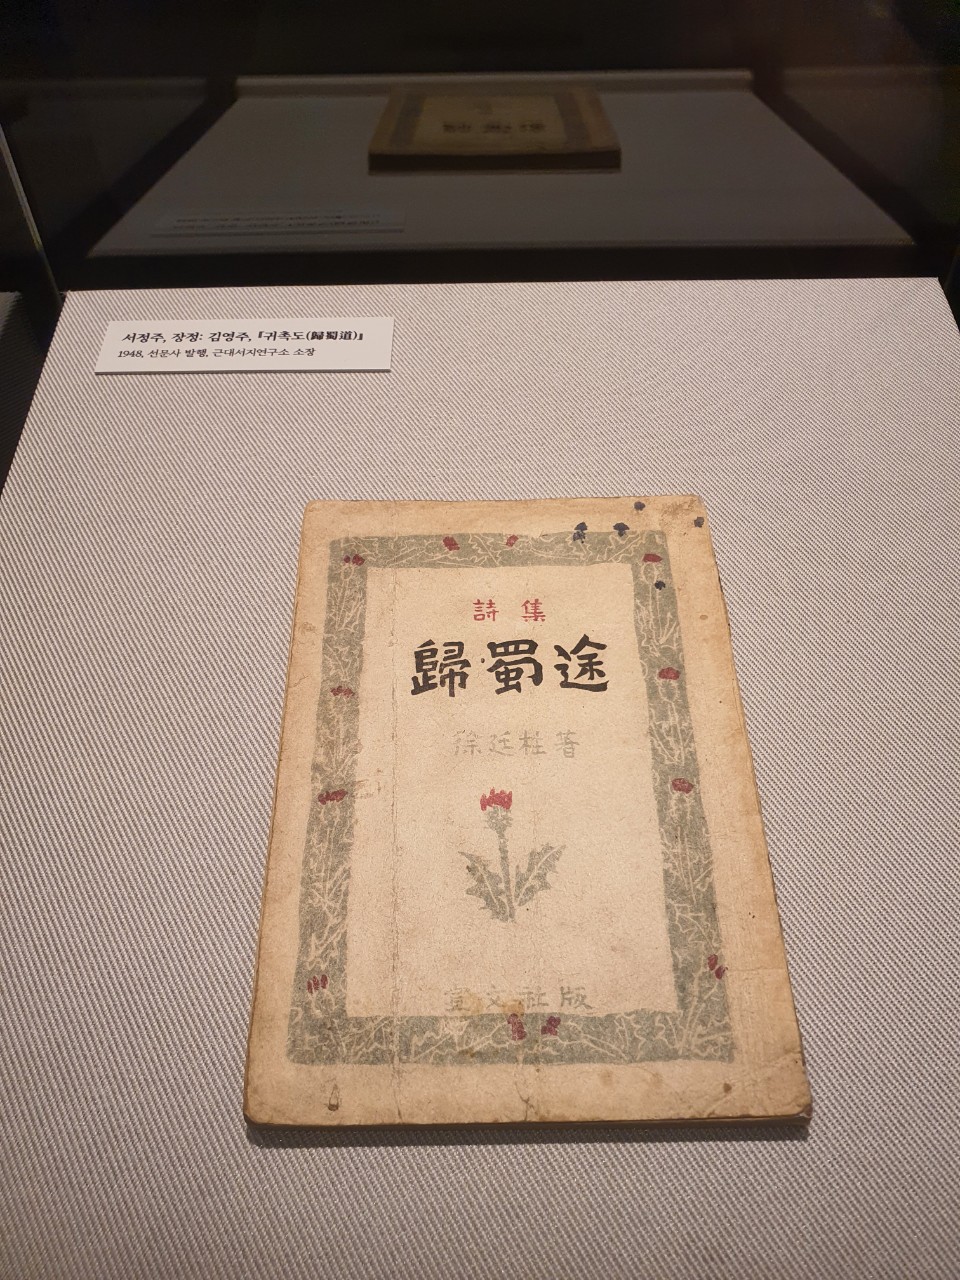 서정주, 장정: 김영주, 『귀촉도(歸蜀道)』
1948, 선문사 발행, 근대서지연구소 소장
詩集
歸蜀途
徐廷柱著
宣文社版